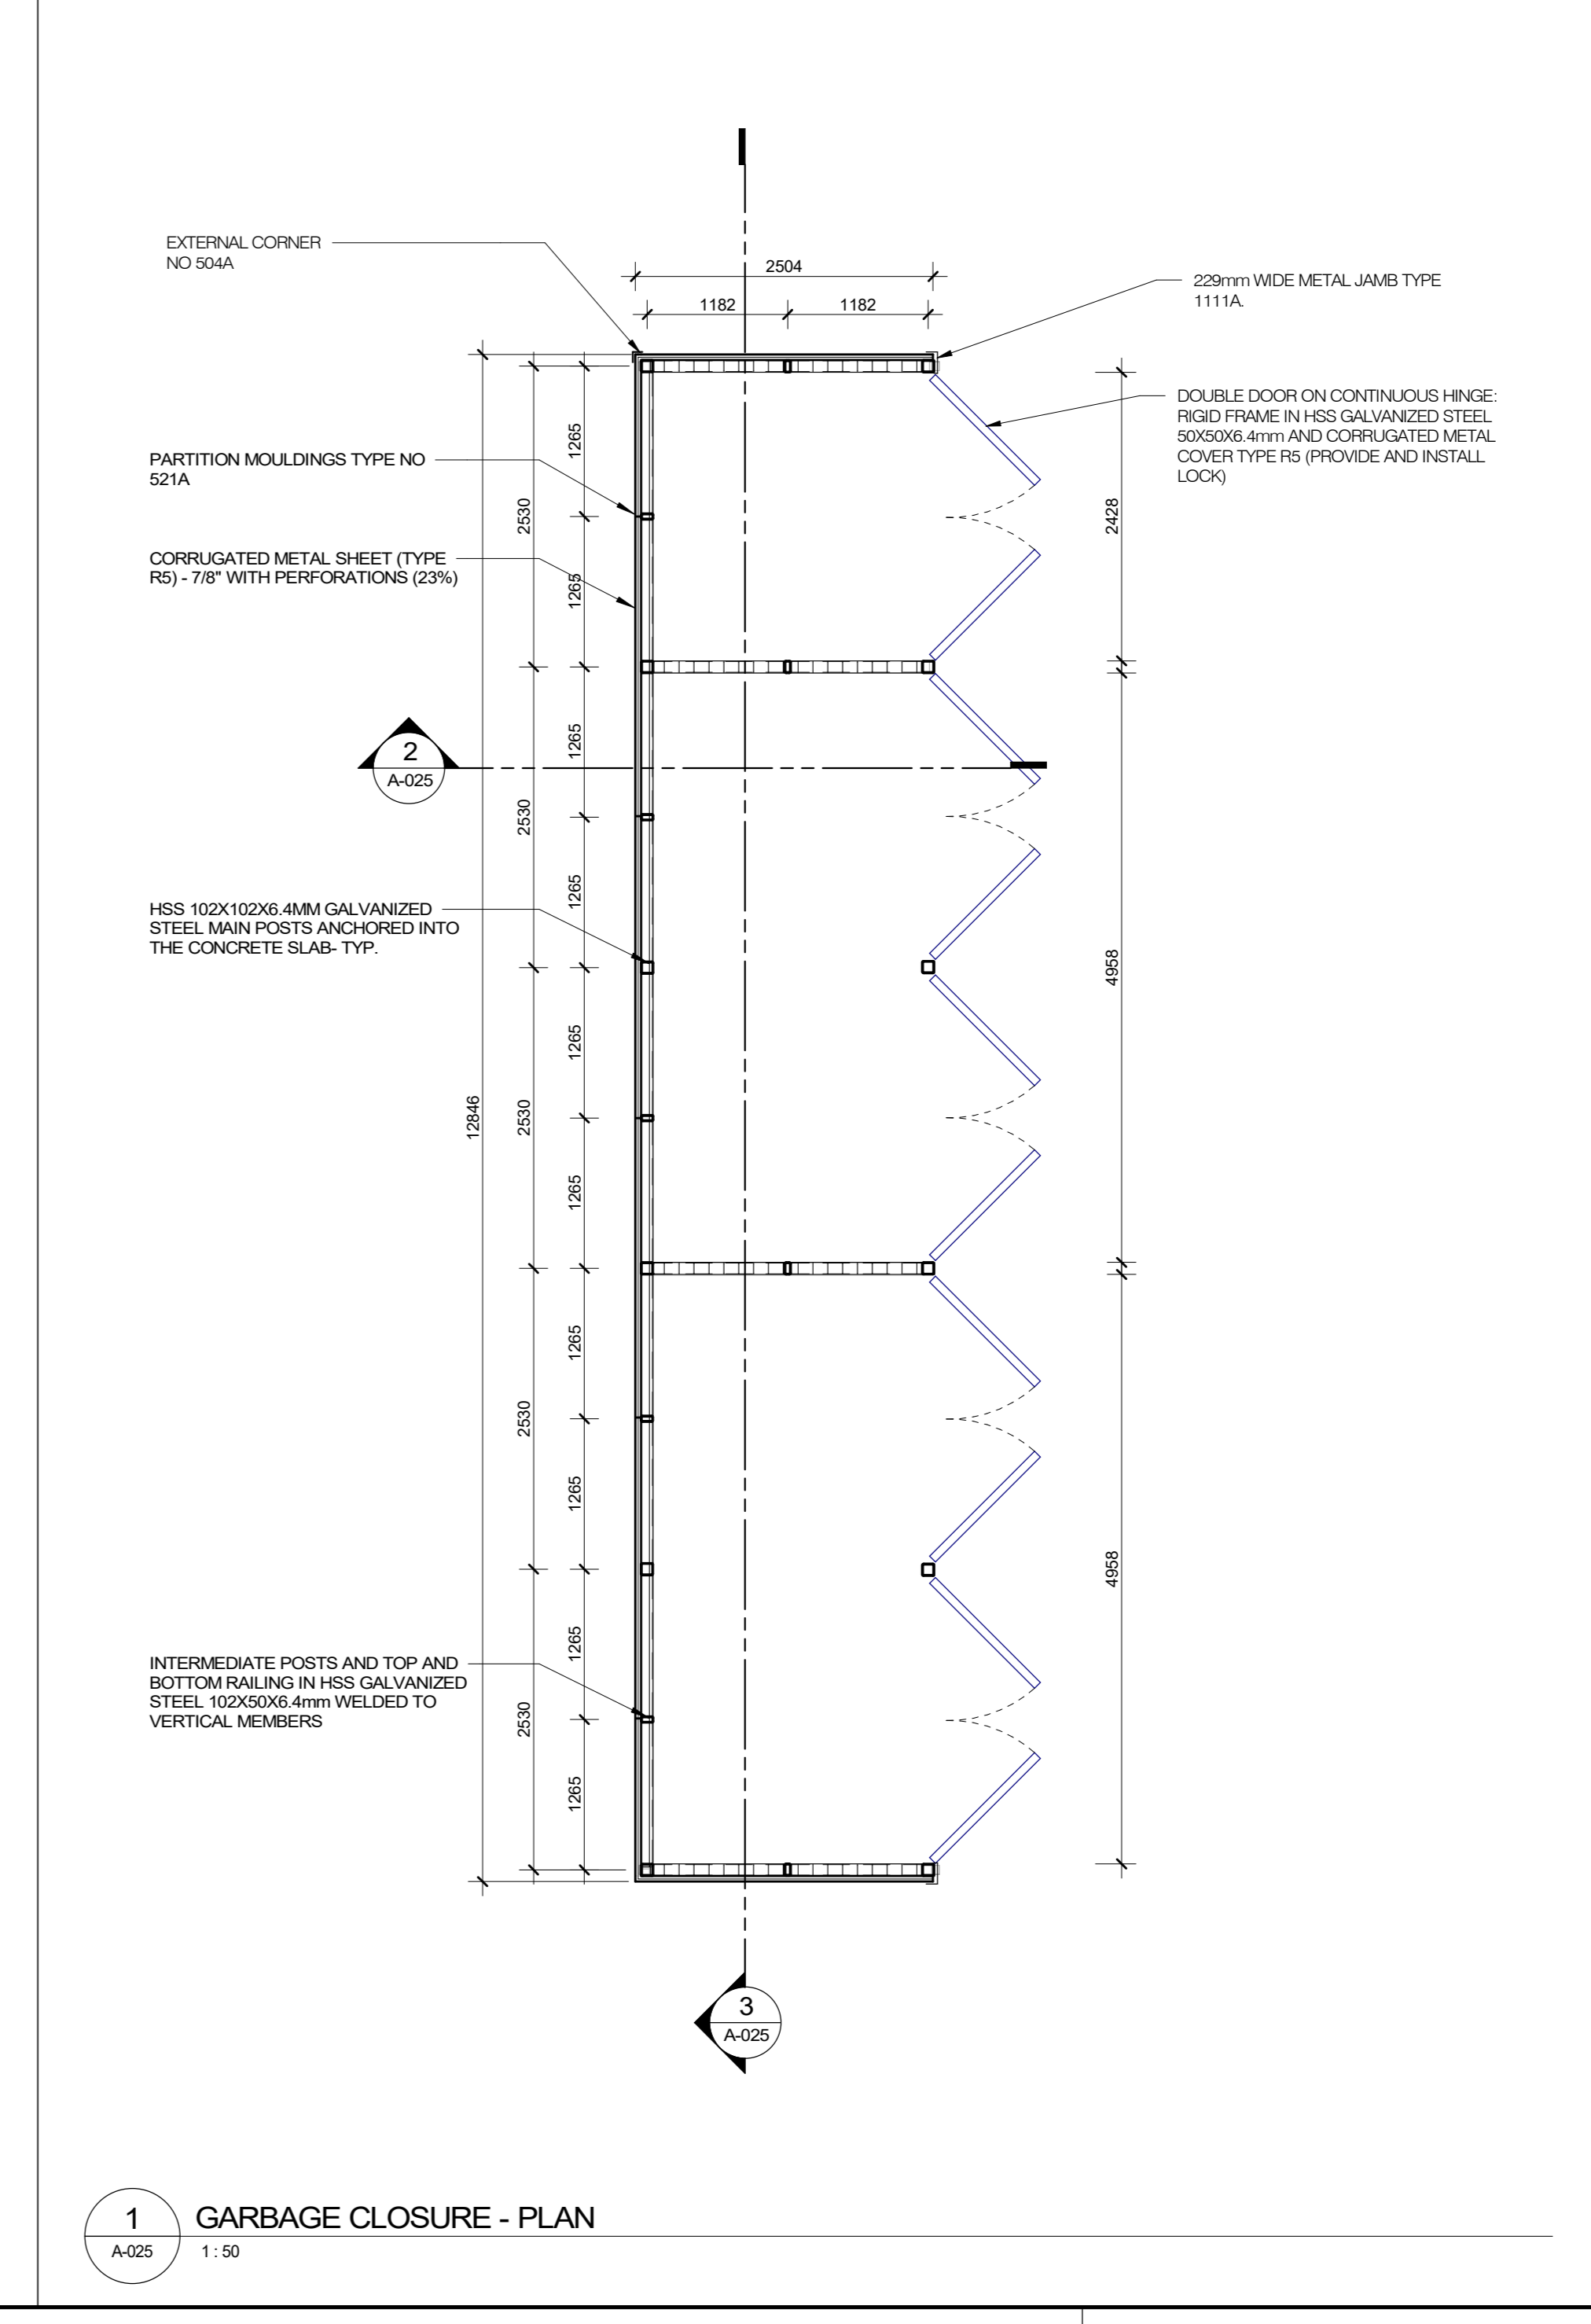 EXTERNAL CORNER
NO 504A
2504
1182
1182
229mm WIDE METAL JAMB TYPE
1111A.
DOUBLE DOOR ON CONTINUOUS HINGE:
RIGID FRAME IN HSS GALVANIZED STEEL
50X50X6.4mm AND CORRUGATED METAL
COVER TYPE R5 (PROVIDE AND INSTALL
LOCK)
PARTITION MOULDINGS TYPE NO
521A
CORRUGATED METAL SHEET (TYPE
R5) - 7/8" WITH PERFORATIONS (23%)
1265
2530
1265
2428
2
A-025
1265
2530
1265
HSS 102X102X6.4MM GALVANIZED
STEEL MAIN POSTS ANCHORED INTO
THE CONCRETE SLAB- TYP.
4958
12846
1265
2530
1265
1265
2530
1265
4958
INTERMEDIATE POSTS AND TOP AND
BOTTOM RAILING IN HSS GALVANIZED
STEEL 102X50X6.4mm WELDED TO
VERTICAL MEMBERS
1265
2530
1265
3
A-025
1
A-025
GARBAGE CLOSURE - PLAN
1 : 50